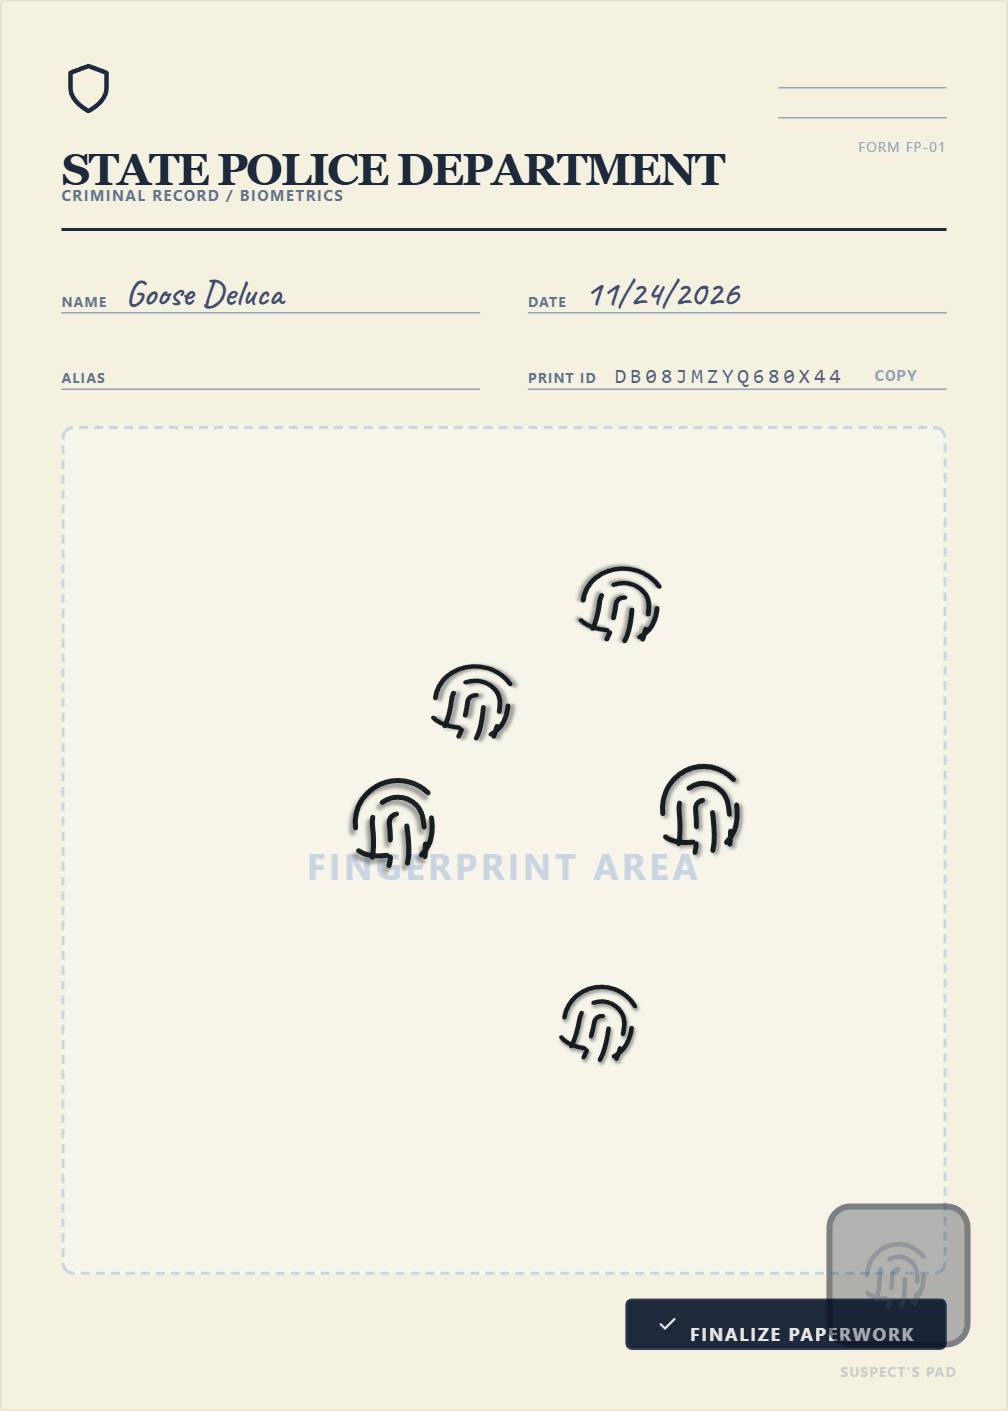 FORM FP-01
STATE POLICE DEPARTMENT
CRIMINAL RECORD / BIOMETRICS
NAME Goose Deluca
DATE 11/24/2026
ALIAS
PRINT ID DB08JMZYQ680X44 COPY
FINGERPRINT AREA
FINALIZE PAPERWORK
SUSPECT'S PAD